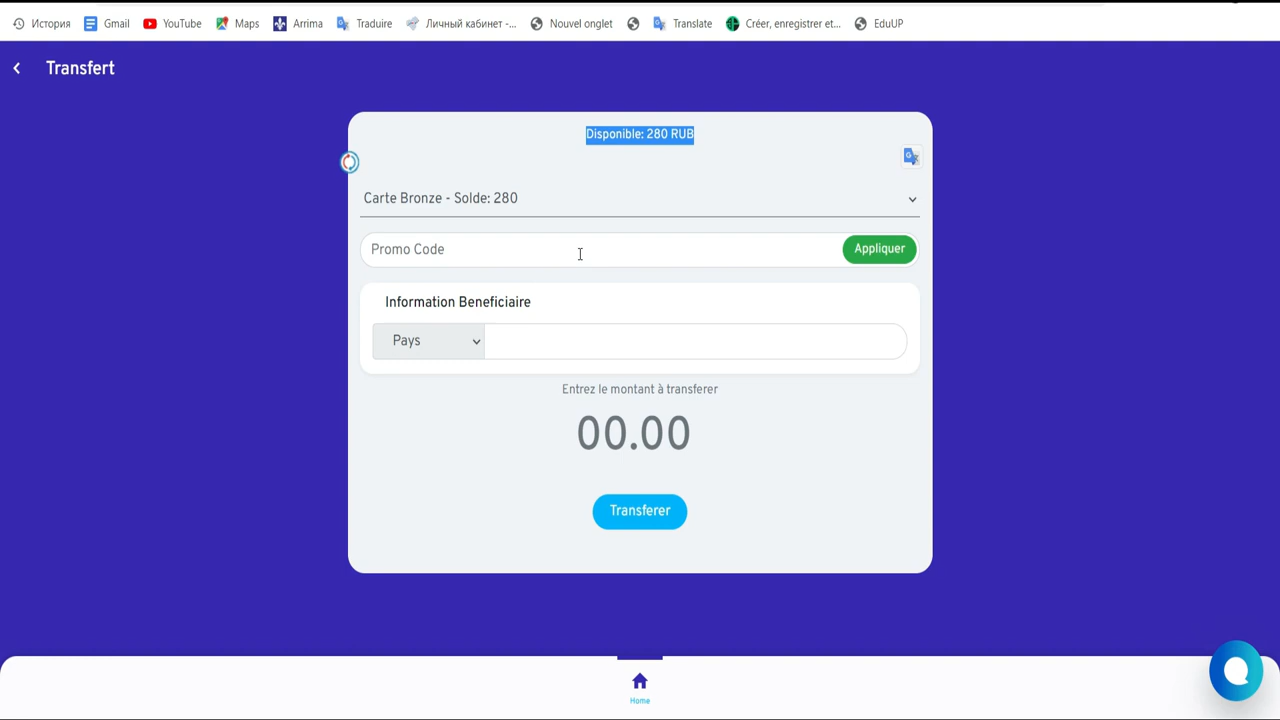 История Gmail YouTube Maps Arrima Traduire Личный кабинет -... Nouvel onglet Translate Créer, enregistrer et... EduUP
Transfert
Disponible: 280 RUB
Carte Bronze - Solde: 280
Promo Code Appliquer
Information Beneficiaire
Pays
Entrez le montant à transferer
00.00
Transferer
Home